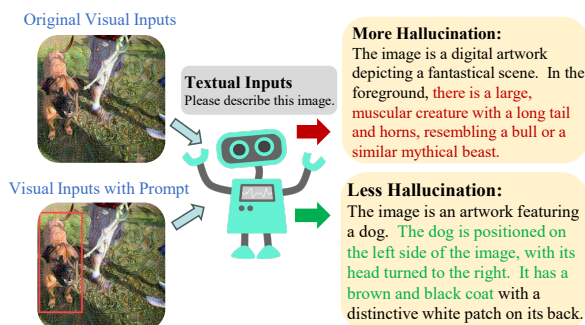 Original Visual Inputs
Textual Inputs
Please describe this image.
More Hallucination:
The image is a digital artwork
depicting a fantastical scene.  In the
foreground, there is a large,
muscular creature with a long tail
and horns, resembling a bull or a
similar mythical beast.
Visual Inputs with Prompt
Less Hallucination:
The image is an artwork featuring
a dog.  The dog is positioned on
the left side of the image, with its
head turned to the right.  It has a
brown and black coat with a
distinctive white patch on its back.